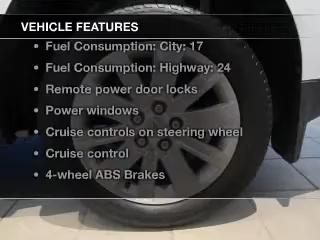 VEHICLE FEATURES
• Fuel Consumption: City: 17
• Fuel Consumption: Highway: 24
• Remote power door locks
• Power windows
• Cruise controls on steering wheel
• Cruise control
• 4-wheel ABS Brakes